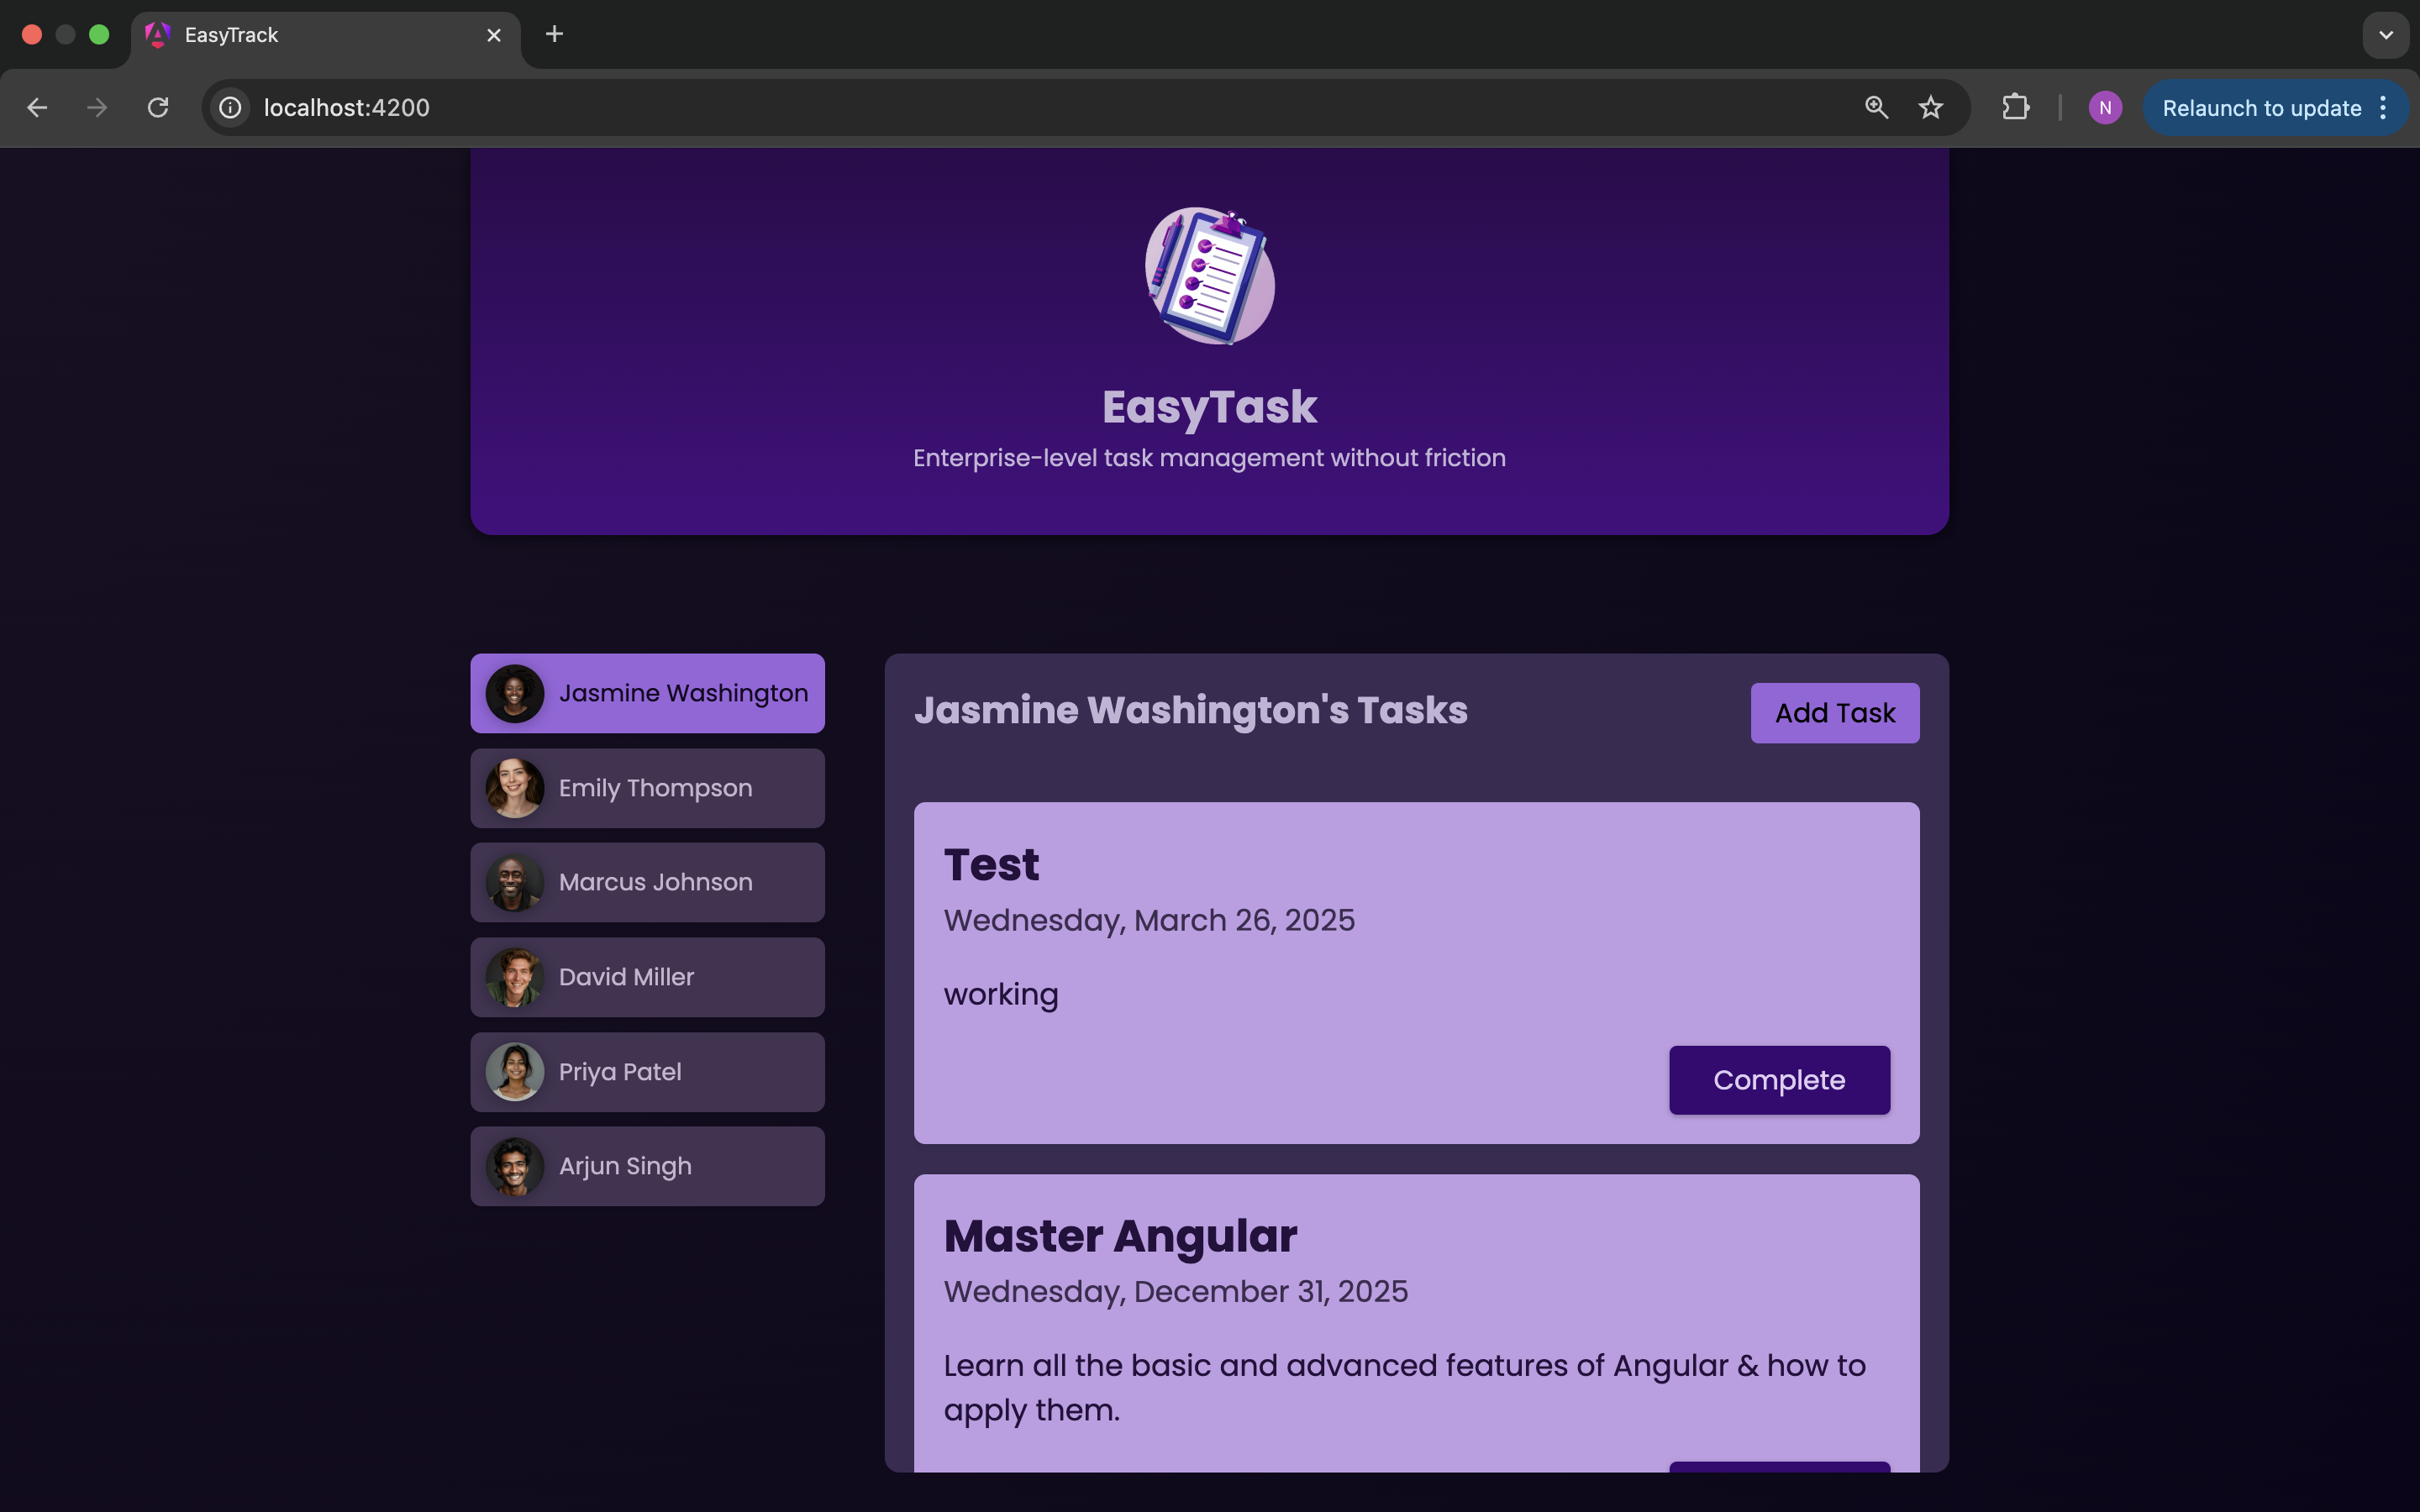 EasyTrack
localhost:4200
N
Relaunch to update
EasyTask
Enterprise-level task management without friction
Jasmine Washington
Emily Thompson
Marcus Johnson
David Miller
Priya Patel
Arjun Singh
Jasmine Washington's Tasks
Add Task
Test
Wednesday, March 26, 2025
working
Complete
Master Angular
Wednesday, December 31, 2025
Learn all the basic and advanced features of Angular & how to
apply them.